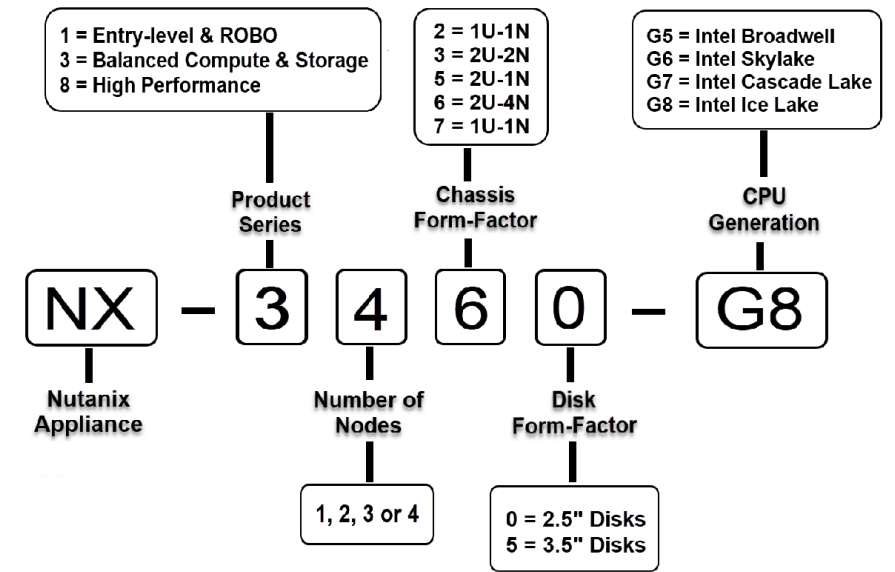 1 = Entry-level & ROBO
3 = Balanced Compute & Storage
8 = High Performance
2 = 1U-1N
3 = 2U-2N
5 = 2U-1N
6 = 2U-4N
7 = 1U-1N
G5 = Intel Broadwell
G6 = Intel Skylake
G7 = Intel Cascade Lake
G8 = Intel Ice Lake
Product
Series
Chassis
Form-Factor
CPU
Generation
NX - 3 4 6 0 - G8
Nutanix
Appliance
Number of
Nodes
Disk
Form-Factor
1, 2, 3 or 4
0 = 2.5" Disks
5 = 3.5" Disks